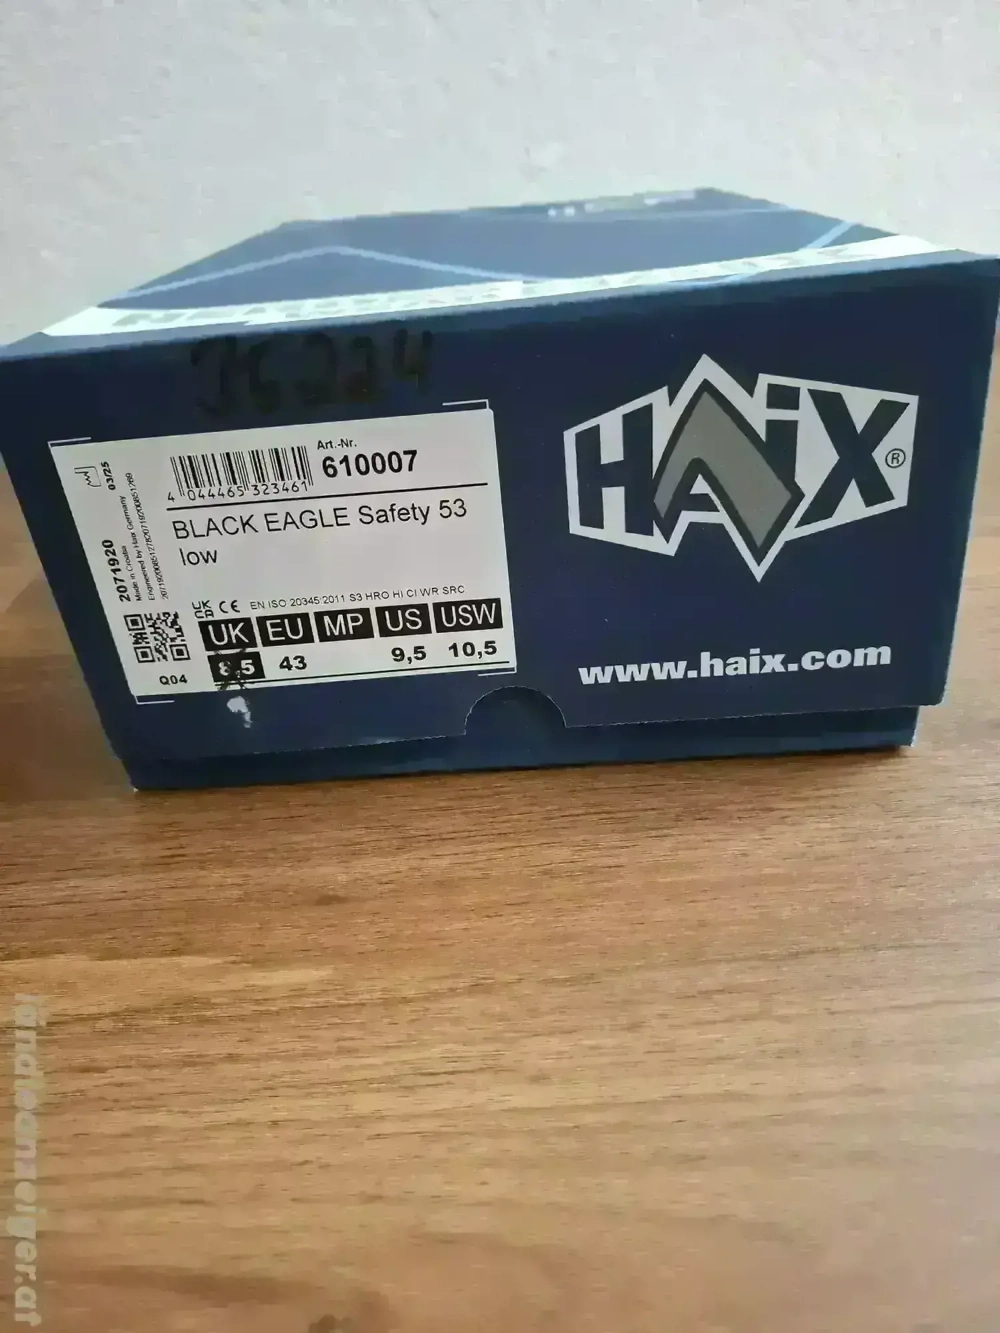 JG224
HAIX®
Art.-Nr.
610007
4 044465 323461
BLACK EAGLE Safety 53
low
03/25
2071920
Made in Croatia
Engineered by Haix Germany
UK CA CE EN ISO 20345:2011 S3 HRO HI CI WR SRC
UK EU MP US USW
8,5 43 9,5 10,5
Q04
www.haix.com
ländleanzeiger.at